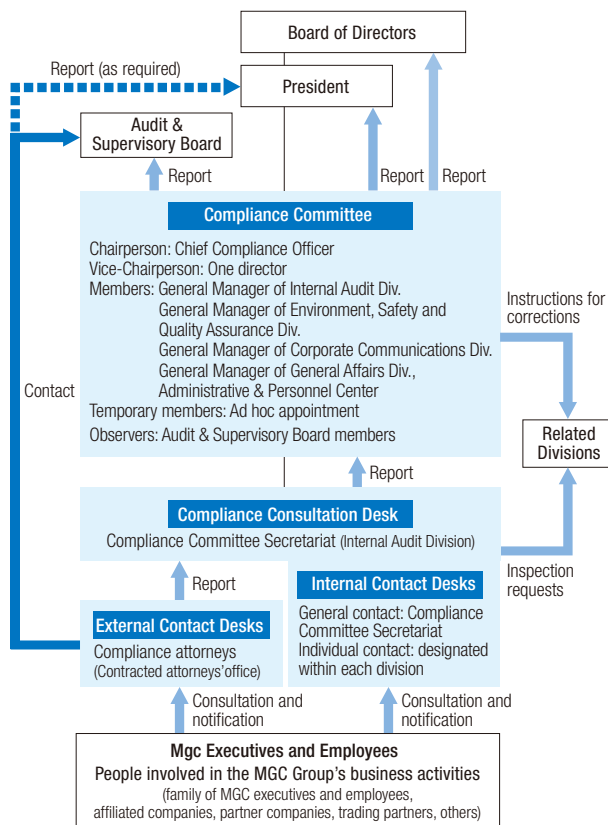 Board of Directors
Report (as required)
President
Audit &
Supervisory Board
Report
Report
Report
Compliance Committee
Chairperson: Chief Compliance Officer
Vice-Chairperson: One director
Members: General Manager of Internal Audit Div.
General Manager of Environment, Safety and
Quality Assurance Div.
General Manager of Corporate Communications Div.
General Manager of General Affairs Div.,
Administrative & Personnel Center
Temporary members: Ad hoc appointment
Observers: Audit & Supervisory Board members
Instructions for
corrections
Contact
Related
Divisions
Report
Compliance Consultation Desk
Compliance Committee Secretariat (Internal Audit Division)
Inspection
requests
Report
External Contact Desks
Compliance attorneys
(Contracted attorneys'office)
Internal Contact Desks
General contact: Compliance
Committee Secretariat
Individual contact: designated
within each division
Consultation and
notification
Consultation and
notification
Mgc Executives and Employees
People involved in the MGC Group's business activities
(family of MGC executives and employees,
affiliated companies, partner companies, trading partners, others)